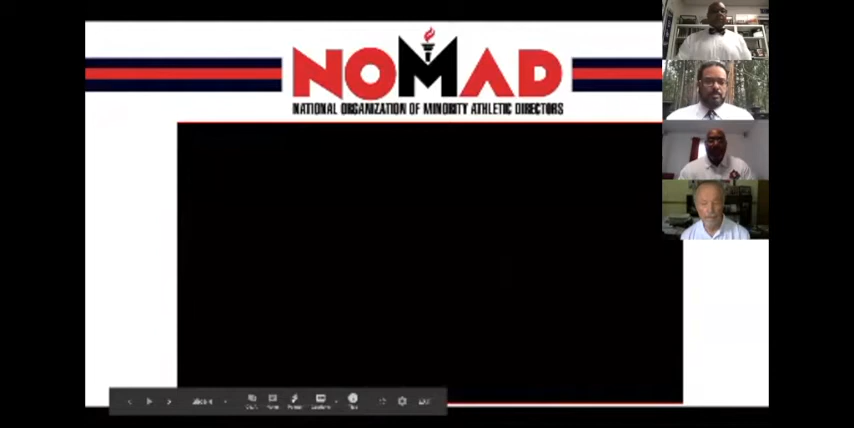 NOMAD
NATIONAL ORGANIZATION OF MINORITY ATHLETIC DIRECTORS